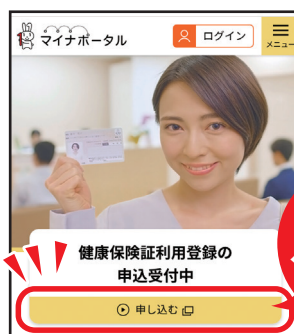 マイナポータル
ログイン
メニュー
健康保険証利用登録の
申込受付中
申し込む